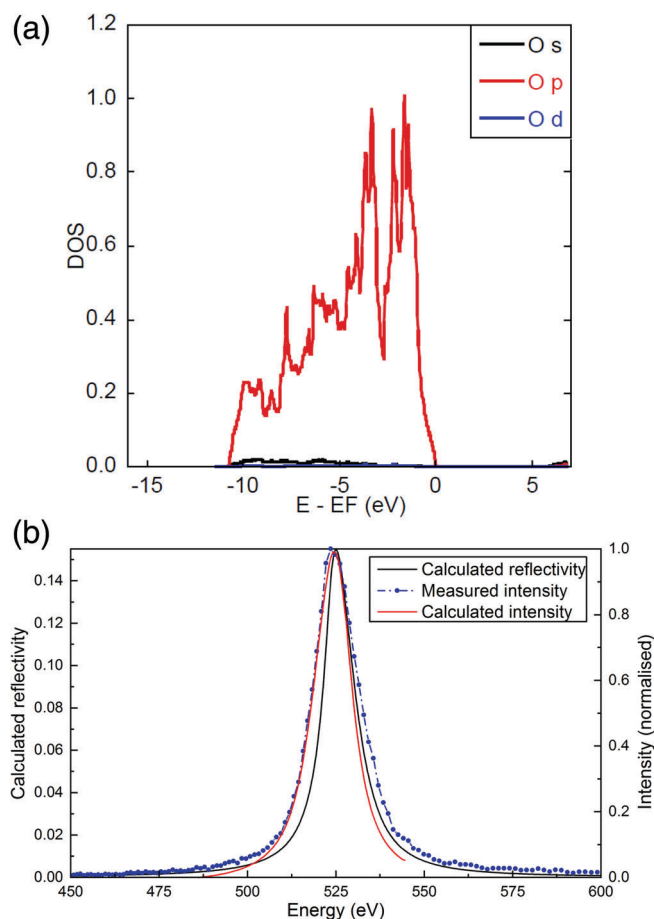 (a)
1.2
1.0
0.8
0.6
0.4
0.2
0.0
DOS
O s
O p
O d
-15 -10 -5 0 5
E - EF (eV)
(b)
0.14
0.12
0.10
0.08
0.06
0.04
0.02
0.00
Calculated reflectivity
Calculated reflectivity
Measured intensity
Calculated intensity
1.0
0.8
0.6
0.4
0.2
0.0
Intensity (normalised)
450 475 500 525 550 575 600
Energy (eV)